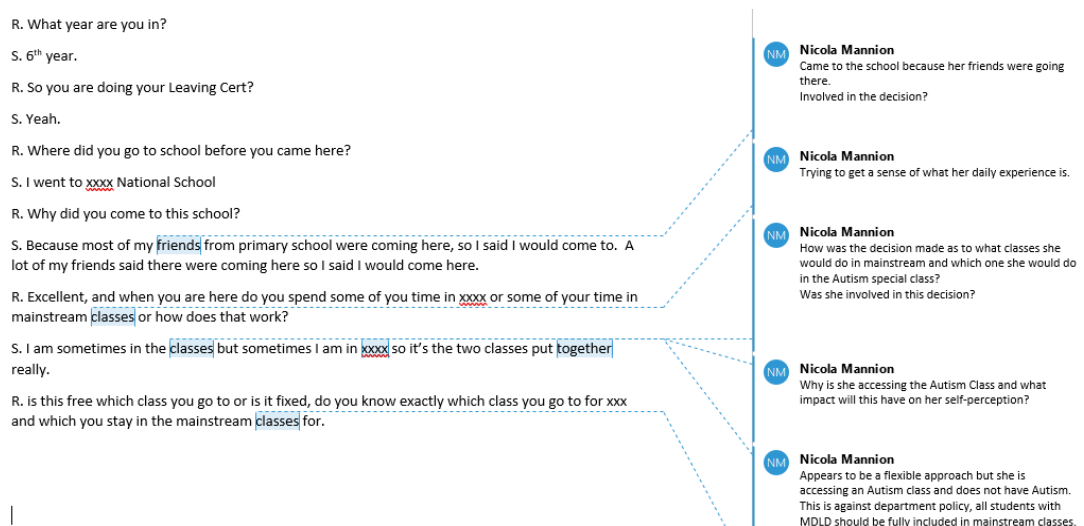 R. What year are you in?
S. 6th year.
R. So you are doing your Leaving Cert?
S. Yeah.
R. Where did you go to school before you came here?
S. I went to xxxx National School
R. Why did you come to this school?
S. Because most of my friends from primary school were coming here, so I said I would come to.  A
lot of my friends said there were coming here so I said I would come here.
R. Excellent, and when you are here do you spend some of you time in xxxx or some of your time in
mainstream classes or how does that work?
S. I am sometimes in the classes but sometimes I am in xxxx so it's the two classes put together
really.
R. is this free which class you go to or is it fixed, do you know exactly which class you go to for xxx
and which you stay in the mainstream classes for.
NM
Nicola Mannion
Came to the school because her friends were going
there.
Involved in the decision?
NM
Nicola Mannion
Trying to get a sense of what her daily experience is.
NM
Nicola Mannion
How was the decision made as to what classes she
would do in mainstream and which one she would do
in the Autism special class?
Was she involved in this decision?
NM
Nicola Mannion
Why is she accessing the Autism Class and what
impact will this have on her self-perception?
NM
Nicola Mannion
Appears to be a flexible approach but she is
accessing an Autism class and does not have Autism.
This is against department policy, all students with
MDLD should be fully included in mainstream classes.